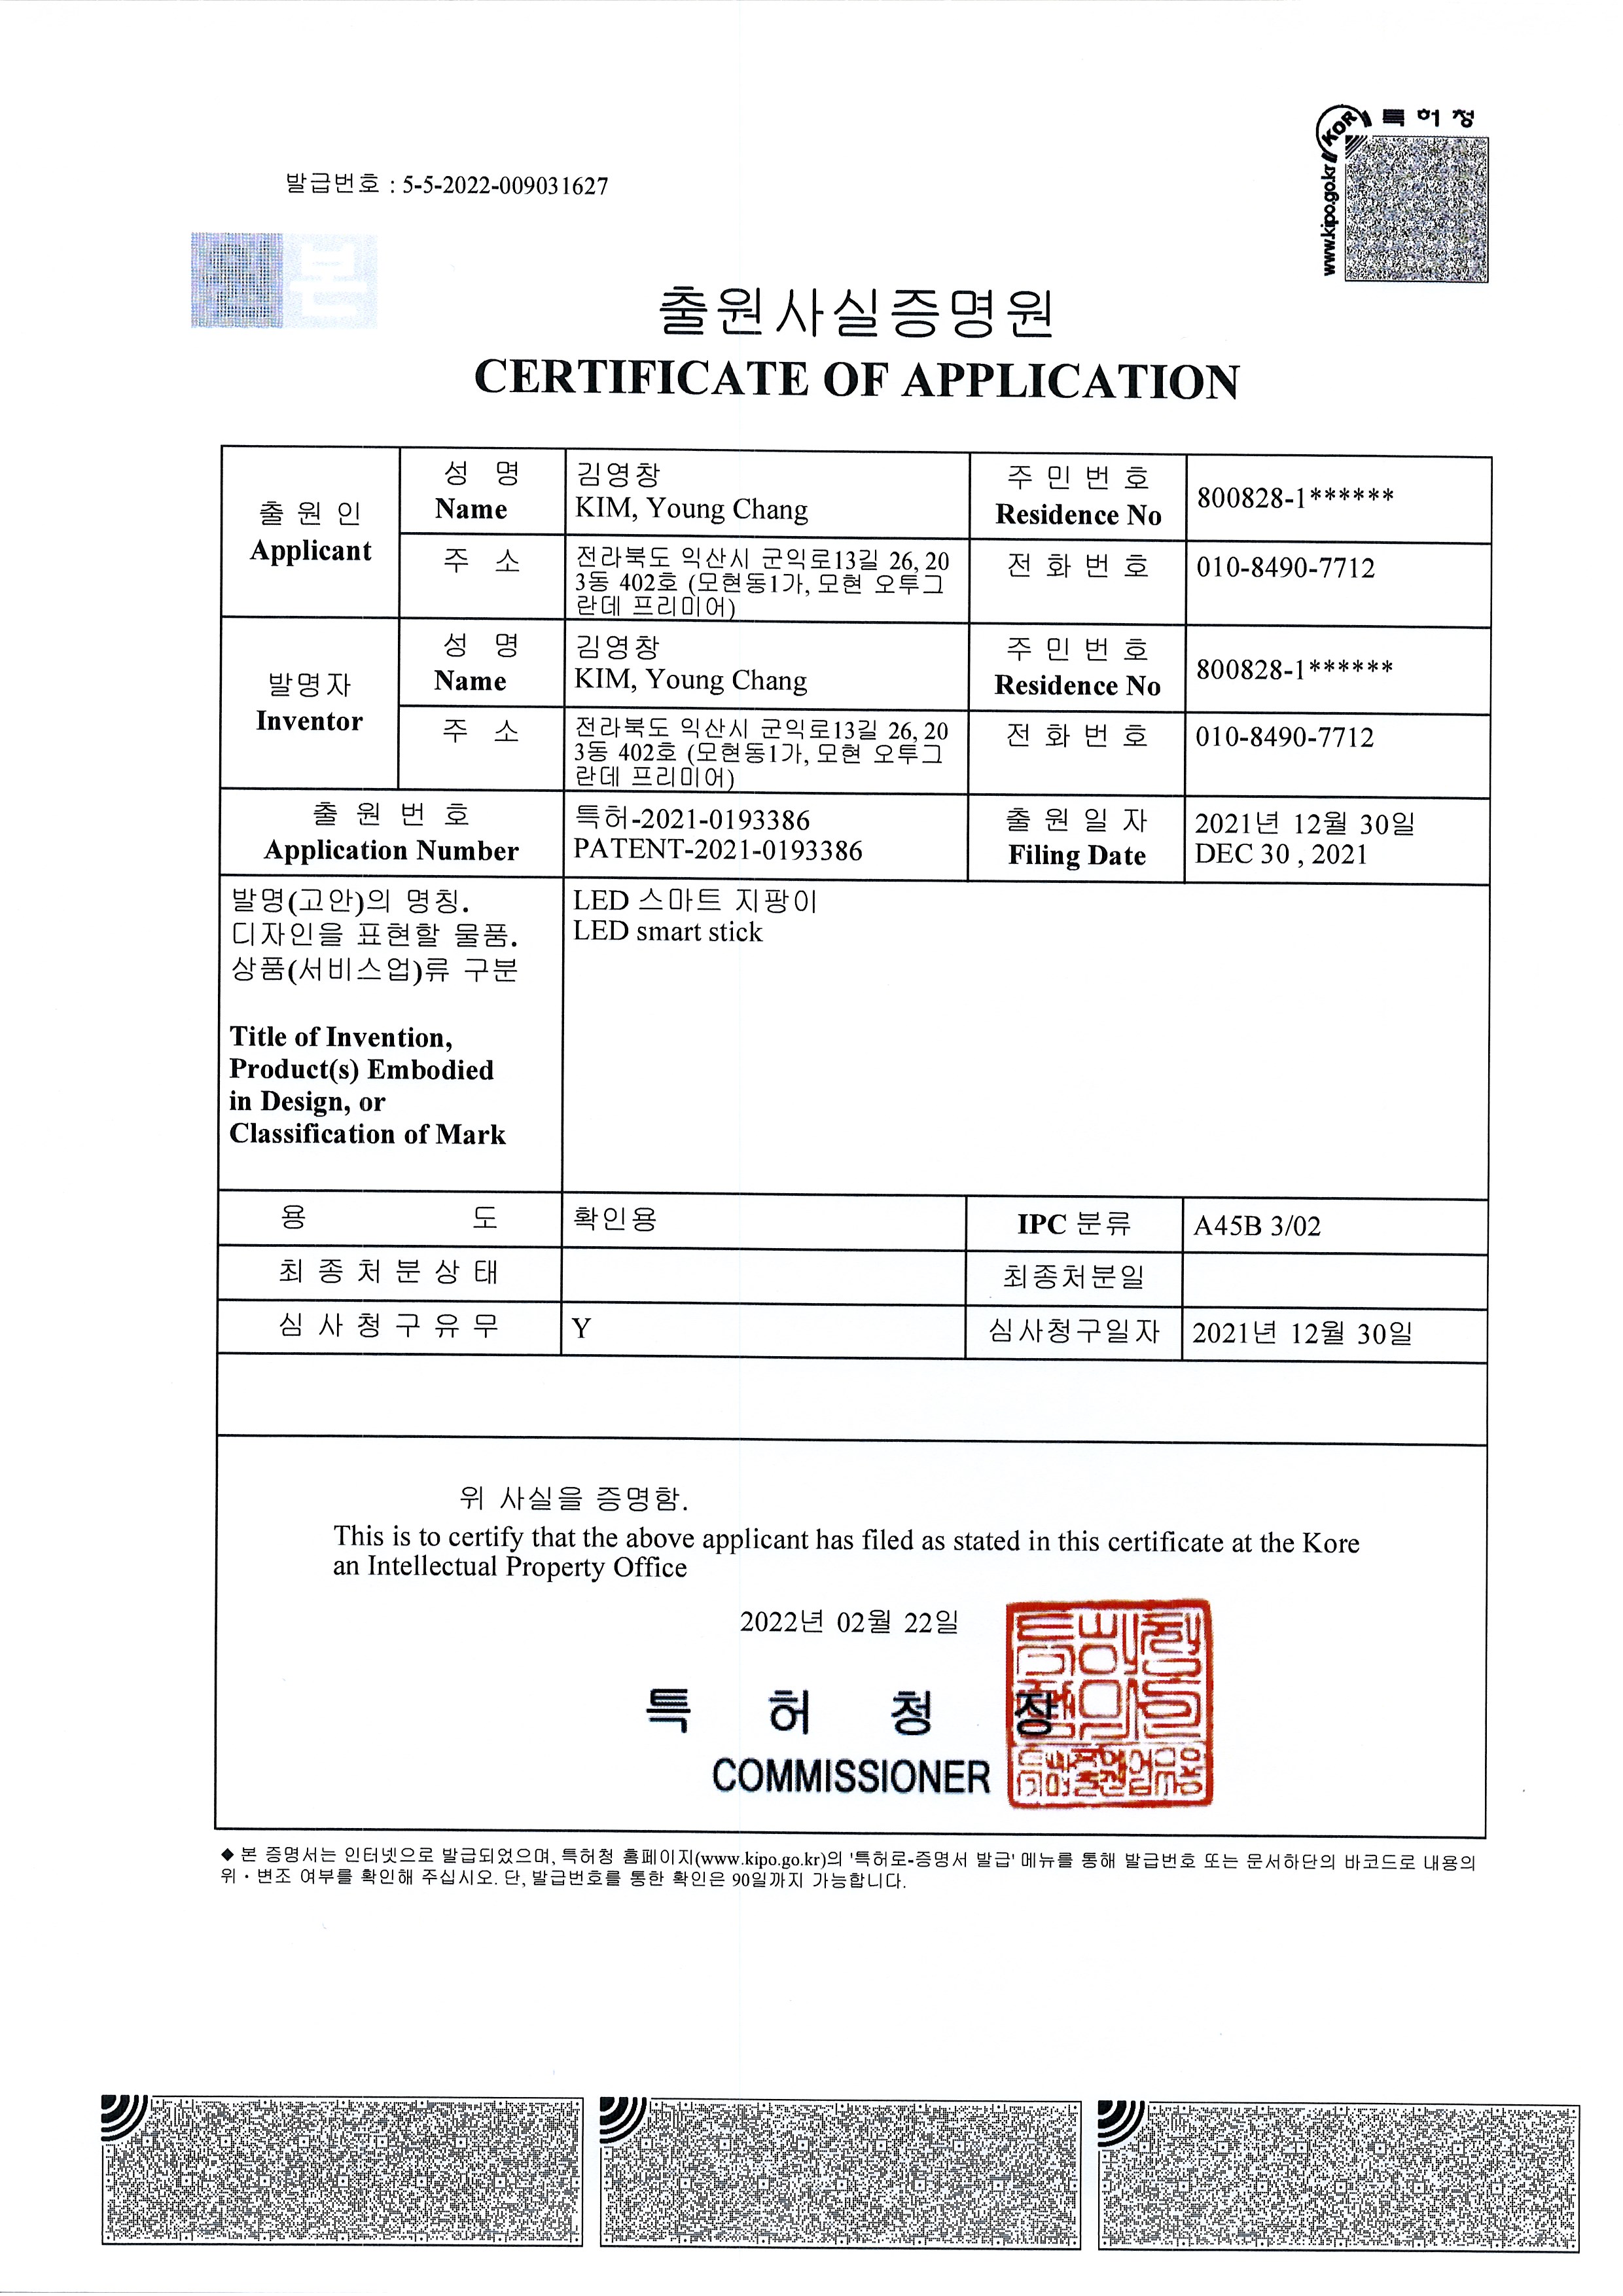 KOR 특허청
www.kipo.go.kr
발급번호 : 5-5-2022-009031627
원본
출원사실증명원
CERTIFICATE OF APPLICATION
출 원 인
Applicant
성 명
Name
김영창
KIM, Young Chang
주 민 번 호
Residence No
800828-1******
주 소
전라북도 익산시 군익로13길 26, 20
3동 402호 (모현동1가, 모현 오투그
란데 프리미어)
전 화 번 호
010-8490-7712
발명자
Inventor
성 명
Name
김영창
KIM, Young Chang
주 민 번 호
Residence No
800828-1******
주 소
전라북도 익산시 군익로13길 26, 20
3동 402호 (모현동1가, 모현 오투그
란데 프리미어)
전 화 번 호
010-8490-7712
출 원 번 호
Application Number
특허-2021-0193386
PATENT-2021-0193386
출 원 일 자
Filing Date
2021년 12월 30일
DEC 30 , 2021
발명(고안)의 명칭.
디자인을 표현할 물품.
상품(서비스업)류 구분
Title of Invention,
Product(s) Embodied
in Design, or
Classification of Mark
LED 스마트 지팡이
LED smart stick
용 도
확인용
IPC 분류
A45B 3/02
최 종 처 분 상 태
최종처분일
심 사 청 구 유 무
Y
심사청구일자
2021년 12월 30일
위 사실을 증명함.
This is to certify that the above applicant has filed as stated in this certificate at the Kore
an Intellectual Property Office
2022년 02월 22일
특 허 청 장
COMMISSIONER
◆ 본 증명서는 인터넷으로 발급되었으며, 특허청 홈페이지(www.kipo.go.kr)의 '특허로-증명서 발급' 메뉴를 통해 발급번호 또는 문서하단의 바코드로 내용의
위·변조 여부를 확인해 주십시오. 단, 발급번호를 통한 확인은 90일까지 가능합니다.